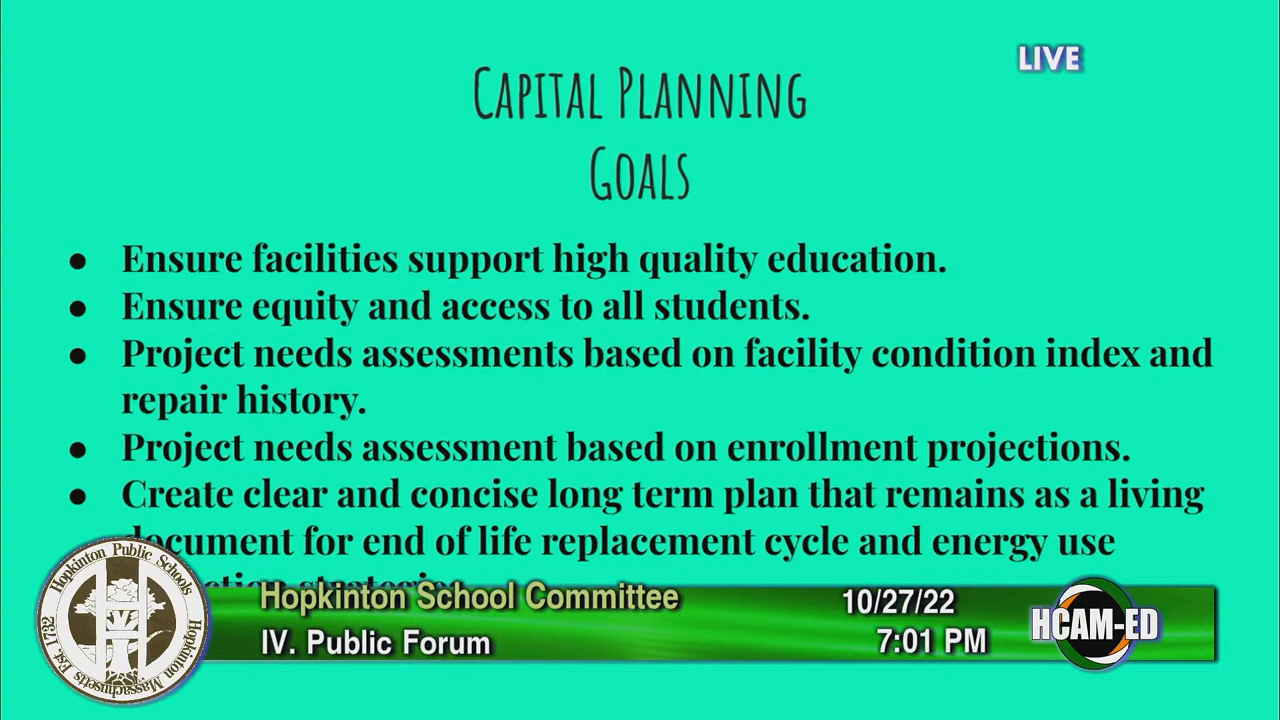 LIVE
CAPITAL PLANNING
GOALS
● Ensure facilities support high quality education.
● Ensure equity and access to all students.
● Project needs assessments based on facility condition index and
repair history.
● Project needs assessment based on enrollment projections.
● Create clear and concise long term plan that remains as a living
document for end of life replacement cycle and energy use
Hopkinton School Committee
10/27/22
IV. Public Forum
7:01 PM
HCAM-ED
Hopkinton Public Schools
Hopkinton Massachusetts Est. 1732
H